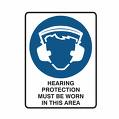 HEARING
PROTECTION
MUST BE WORN
IN THIS AREA